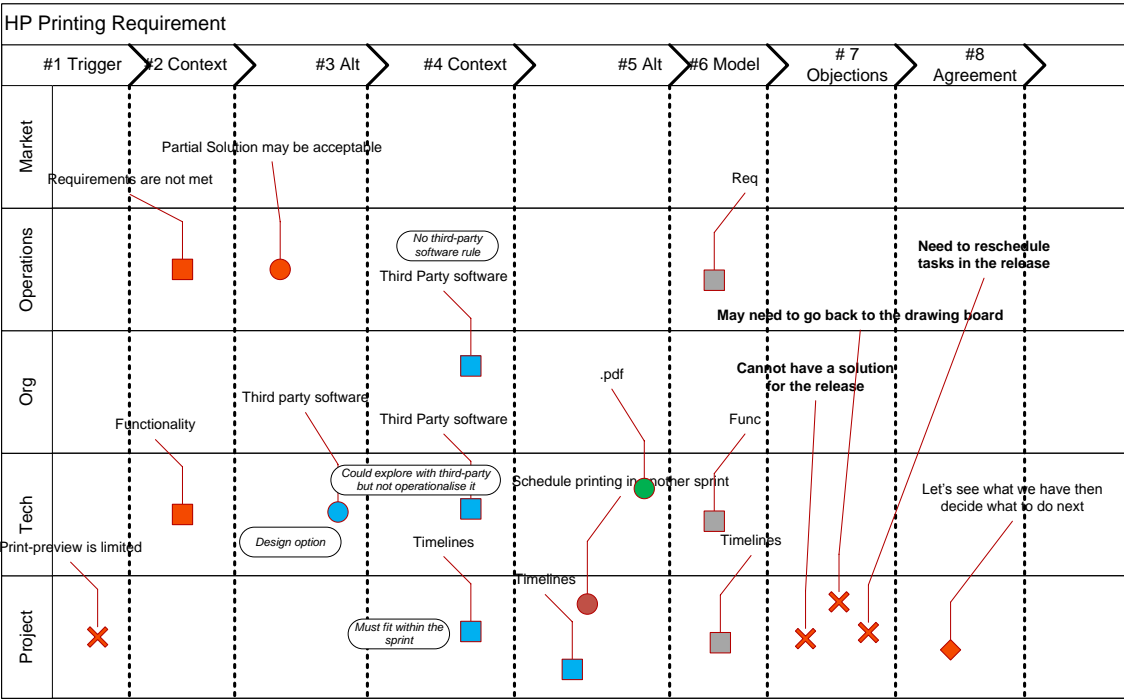 HP Printing Requirement
#1 Trigger
#2 Context
#3 Alt
#4 Context
#5 Alt
#6 Model
# 7
Objections
#8
Agreement
Market
Partial Solution may be acceptable
Requirements are not met
Req
Operations
No third-party
software rule
Third Party software
Need to reschedule
tasks in the release
May need to go back to the drawing board
Org
Cannot have a solution
for the release
.pdf
Third party software
Third Party software
Functionality
Func
Tech
Could explore with third-party
but not operationalise it
Schedule printing in another sprint
Let's see what we have then
decide what to do next
Design option
Print-preview is limited
Timelines
Timelines
Project
Timelines
Must fit within the
sprint